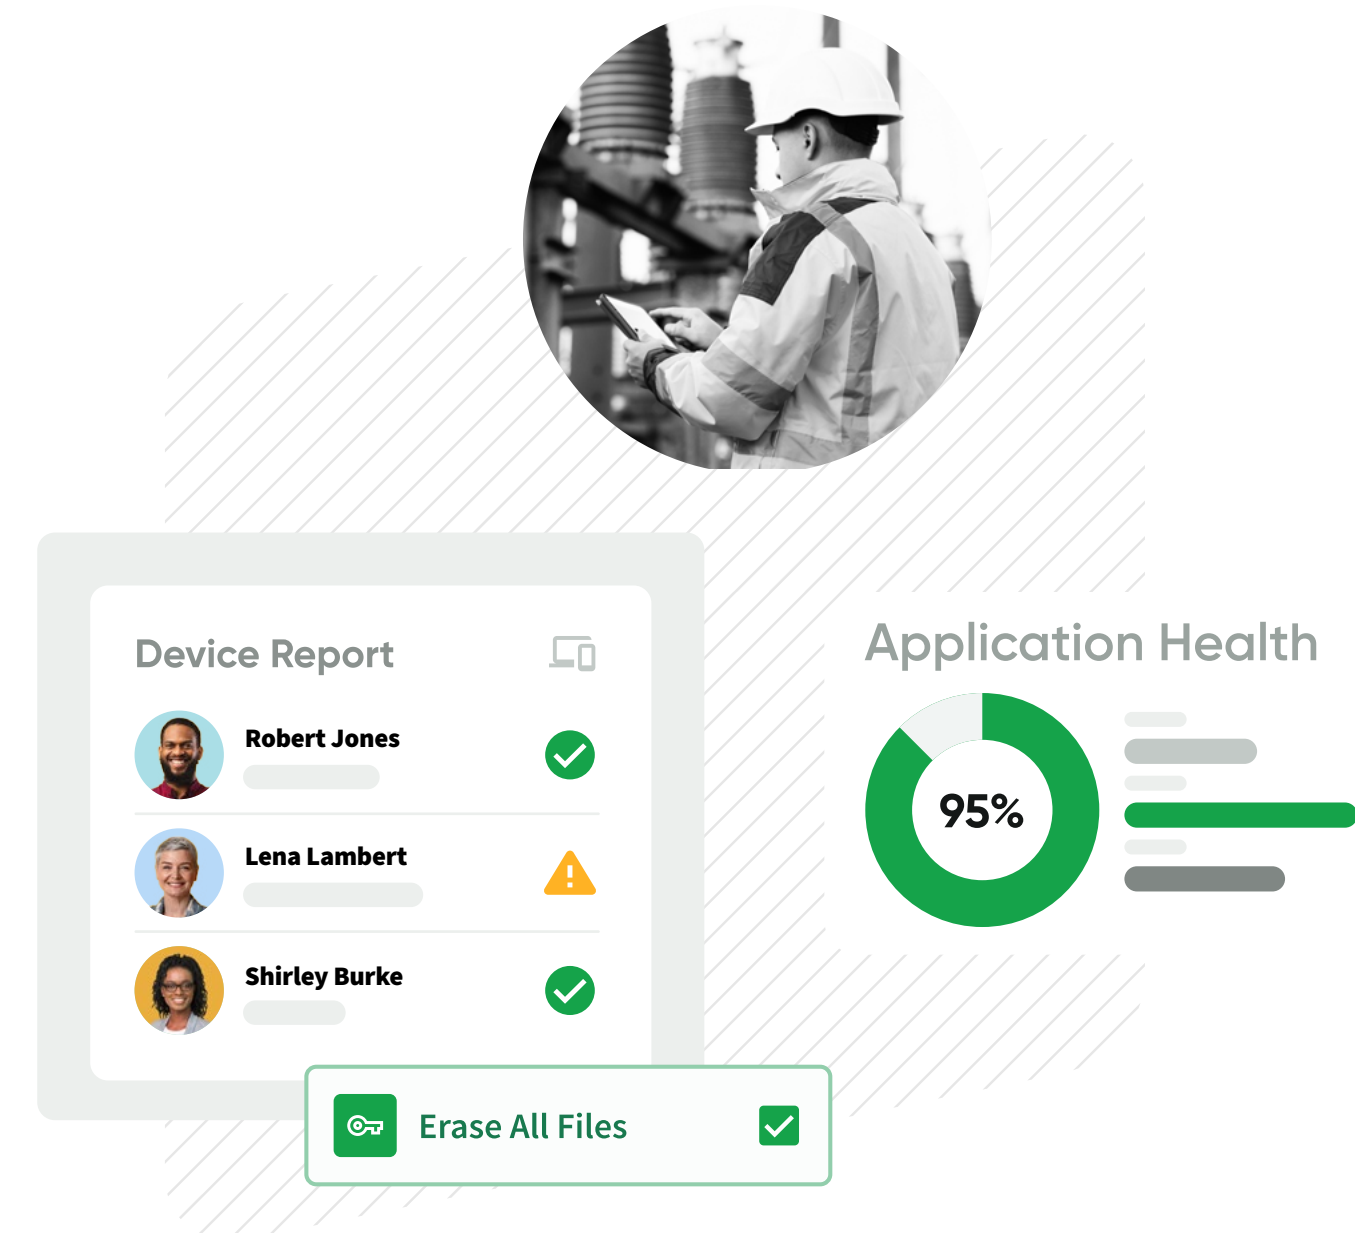 Device Report
Robert Jones
Lena Lambert
Shirley Burke
Erase All Files
Application Health
95%